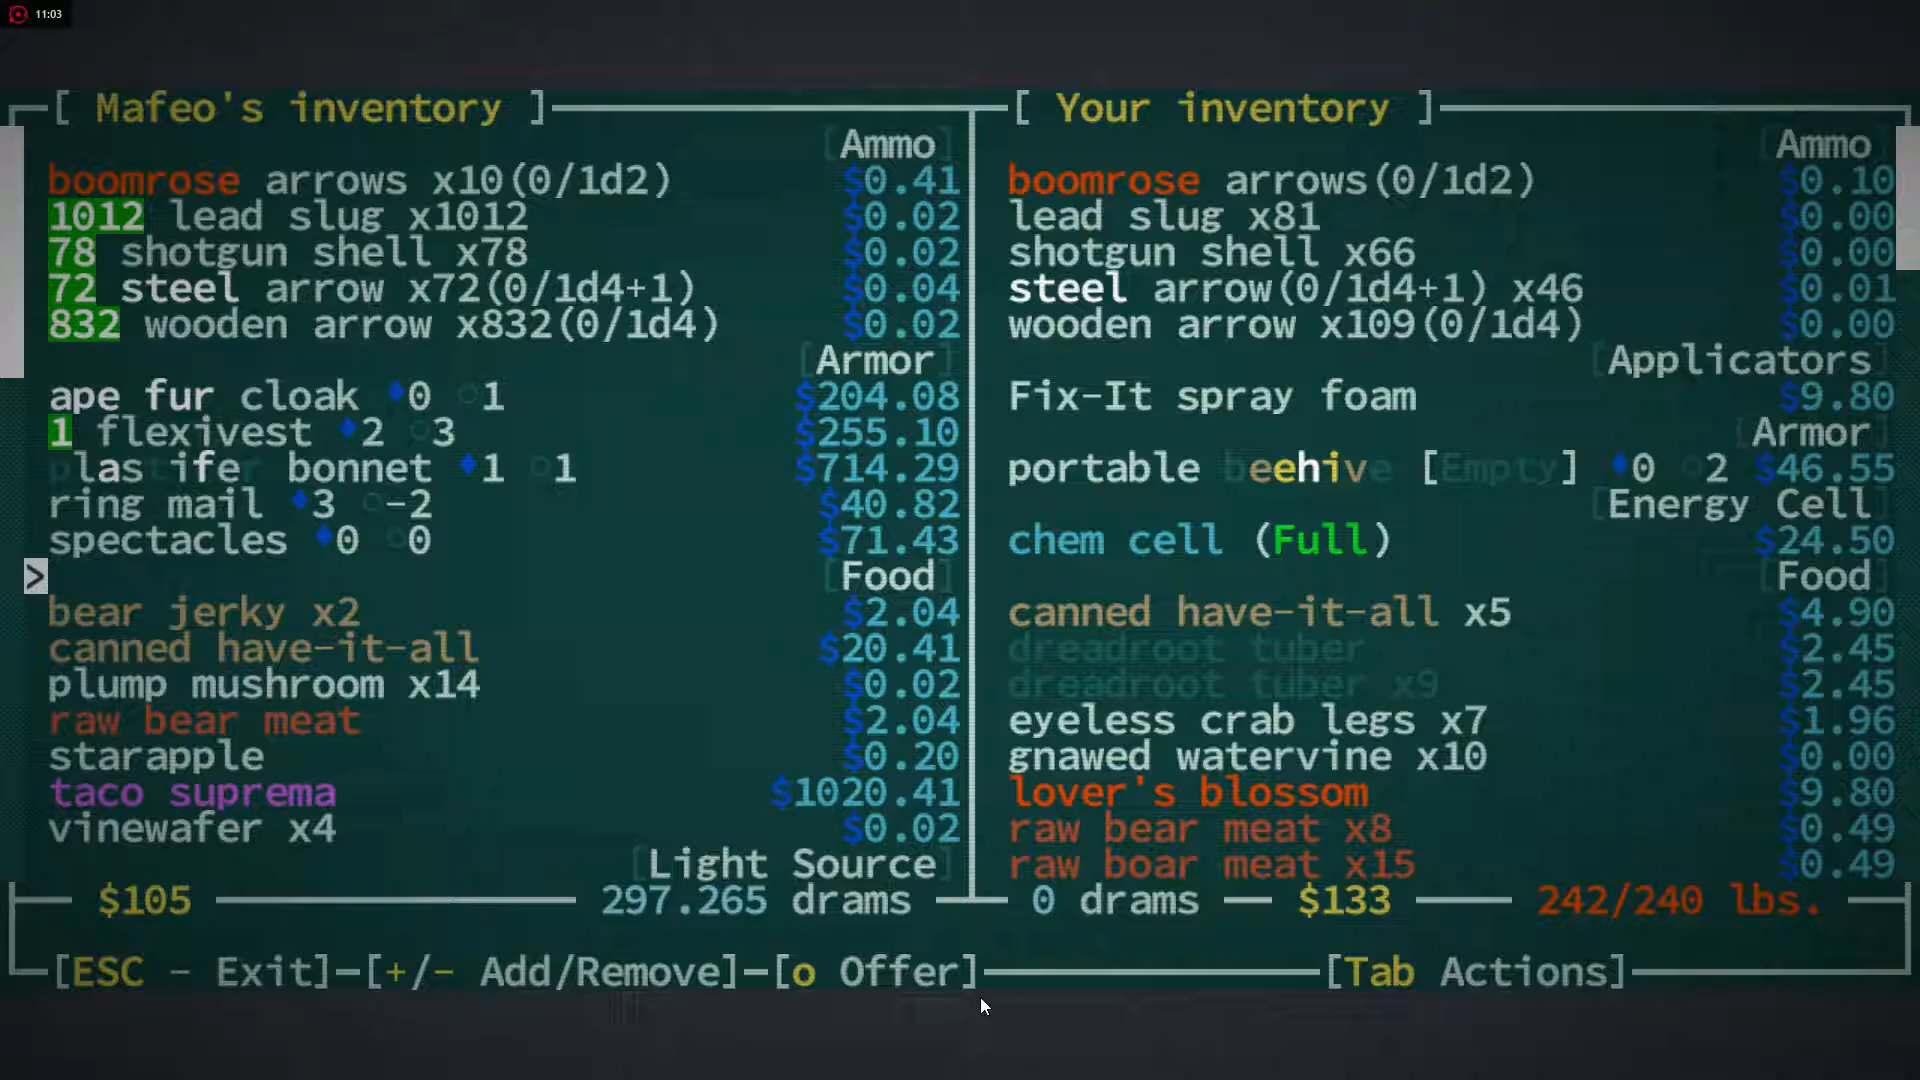 11:03
[ Mafeo's inventory ]
[Ammo]
boomrose arrows x10(0/1d2) $0.41
1012 lead slug x1012 $0.02
78 shotgun shell x78 $0.02
72 steel arrow x72(0/1d4+1) $0.04
832 wooden arrow x832(0/1d4) $0.02
[Armor]
ape fur cloak ♦0 ○1 $204.08
1 flexivest ♦2 ○3 $255.10
plastifer bonnet ♦1 ○1 $714.29
ring mail ♦3 ○-2 $40.82
spectacles ♦0 ○0 $71.43
> [Food]
bear jerky x2 $2.04
canned have-it-all $20.41
plump mushroom x14 $0.02
raw bear meat $2.04
starapple $0.20
taco suprema $1020.41
vinewafer x4 $0.02
[Light Source]
$105 297.265 drams
[ Your inventory ]
[Ammo]
boomrose arrows(0/1d2) $0.10
lead slug x81 $0.00
shotgun shell x66 $0.00
steel arrow(0/1d4+1) x46 $0.01
wooden arrow x109(0/1d4) $0.00
[Applicators]
Fix-It spray foam $9.80
[Armor]
portable beehive [Empty] ♦0 ○2 $46.55
[Energy Cell]
chem cell (Full) $24.50
[Food]
canned have-it-all x5 $4.90
dreadroot tuber $2.45
dreadroot tuber x9 $2.45
eyeless crab legs x7 $1.96
gnawed watervine x10 $0.00
lover's blossom $9.80
raw bear meat x8 $0.49
raw boar meat x15 $0.49
0 drams $133 242/240 lbs.
[ESC - Exit]-[+/- Add/Remove]-[o Offer] [Tab Actions]